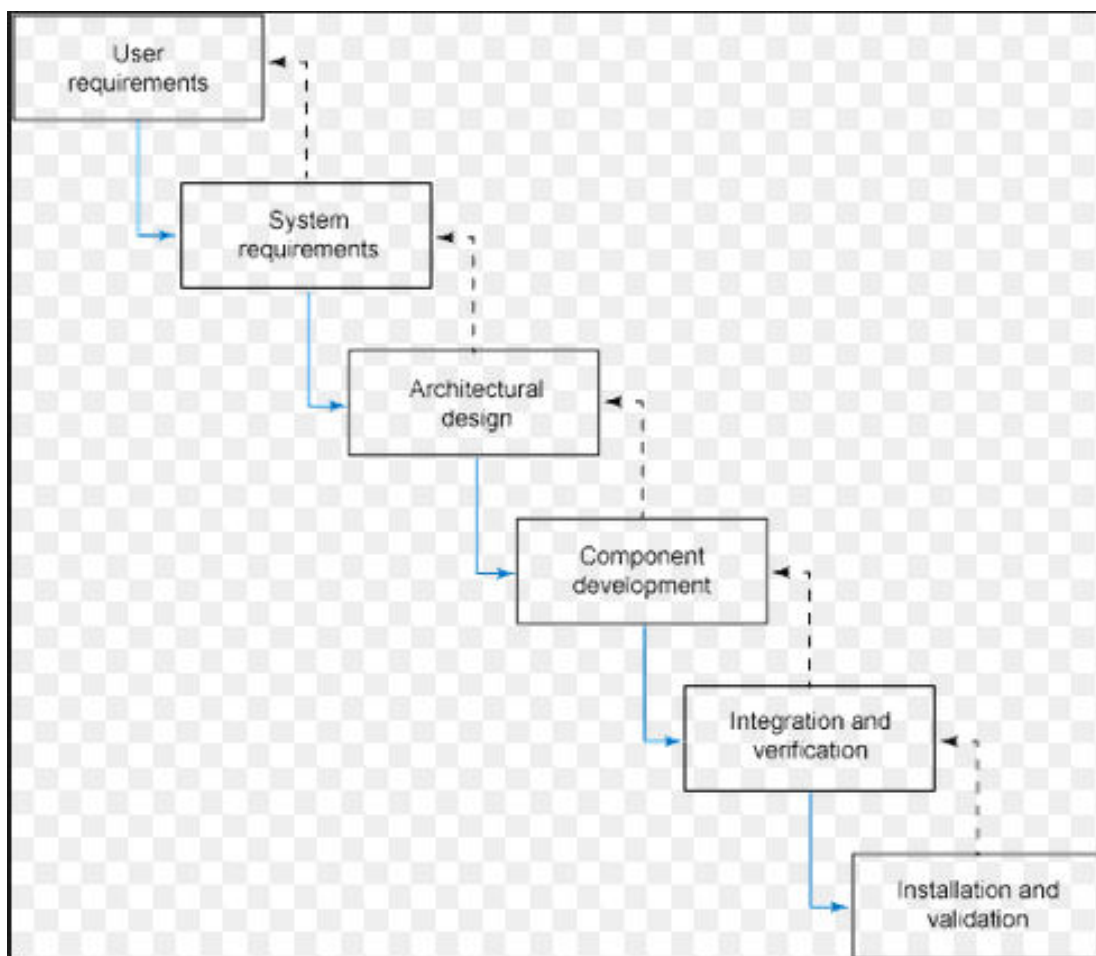 User
requirements
System
requirements
Architectural
design
Component
development
Integration and
verification
Installation and
validation